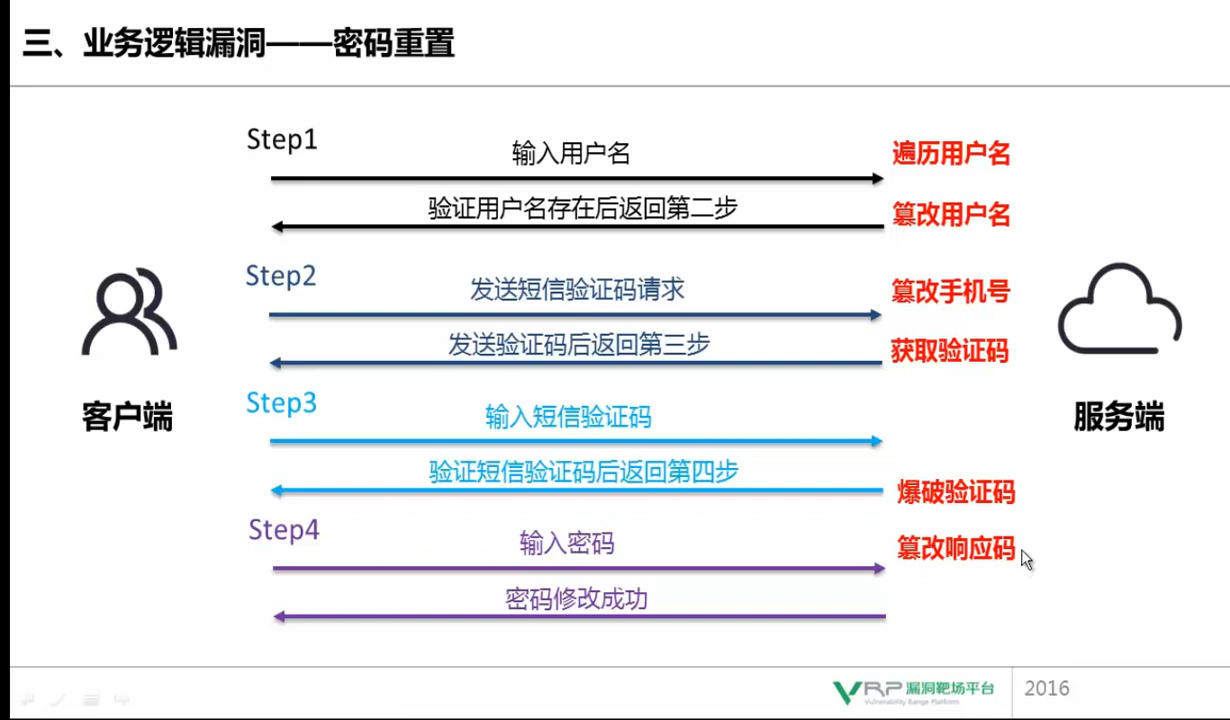 三、业务逻辑漏洞——密码重置
Step1
输入用户名
遍历用户名
验证用户名存在后返回第二步
篡改用户名
Step2
发送短信验证码请求
篡改手机号
发送验证码后返回第三步
获取验证码
客户端
服务端
Step3
输入短信验证码
验证短信验证码后返回第四步
爆破验证码
Step4
输入密码
篡改响应码
密码修改成功
VRP 漏洞靶场平台
Vulnerability Range Platform
2016